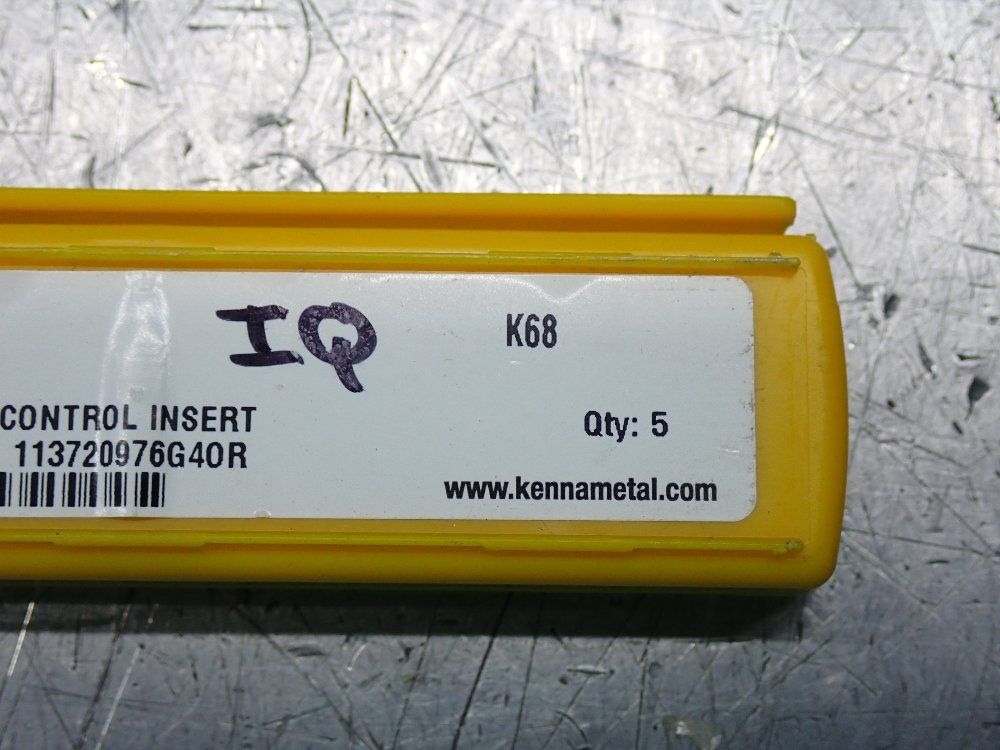 IQ
K68
CONTROL INSERT
Qty: 5
113720976G40R
www.kennametal.com